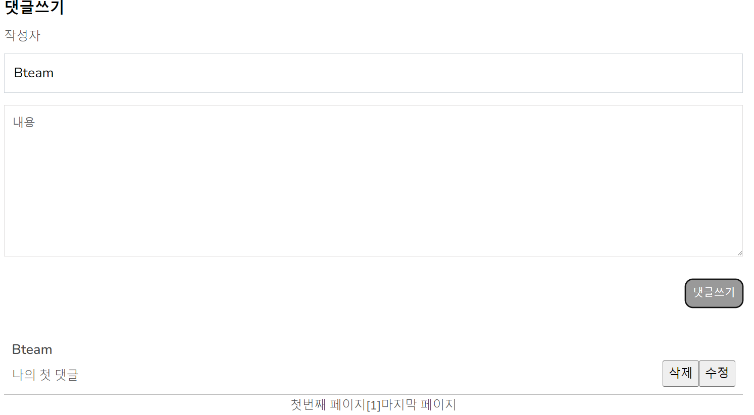 댓글쓰기
작성자
Bteam
내용
댓글쓰기
Bteam
나의 첫 댓글
삭제 수정
첫번째 페이지[1]마지막 페이지